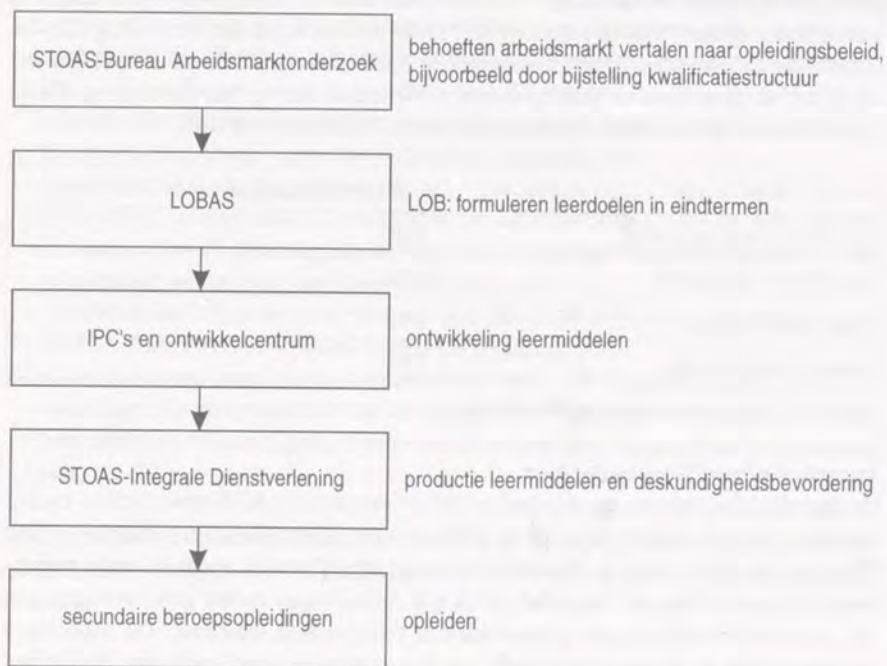 STOAS-Bureau Arbeidsmarktonderzoek
behoeften arbeidsmarkt vertalen naar opleidingsbeleid,
bijvoorbeeld door bijstelling kwalificatiestructuur
LOBAS
LOB: formuleren leerdoelen in eindtermen
IPC's en ontwikkelcentrum
ontwikkeling leermiddelen
STOAS-Integrale Dienstverlening
productie leermiddelen en deskundigheidsbevordering
secundaire beroepsopleidingen
opleiden